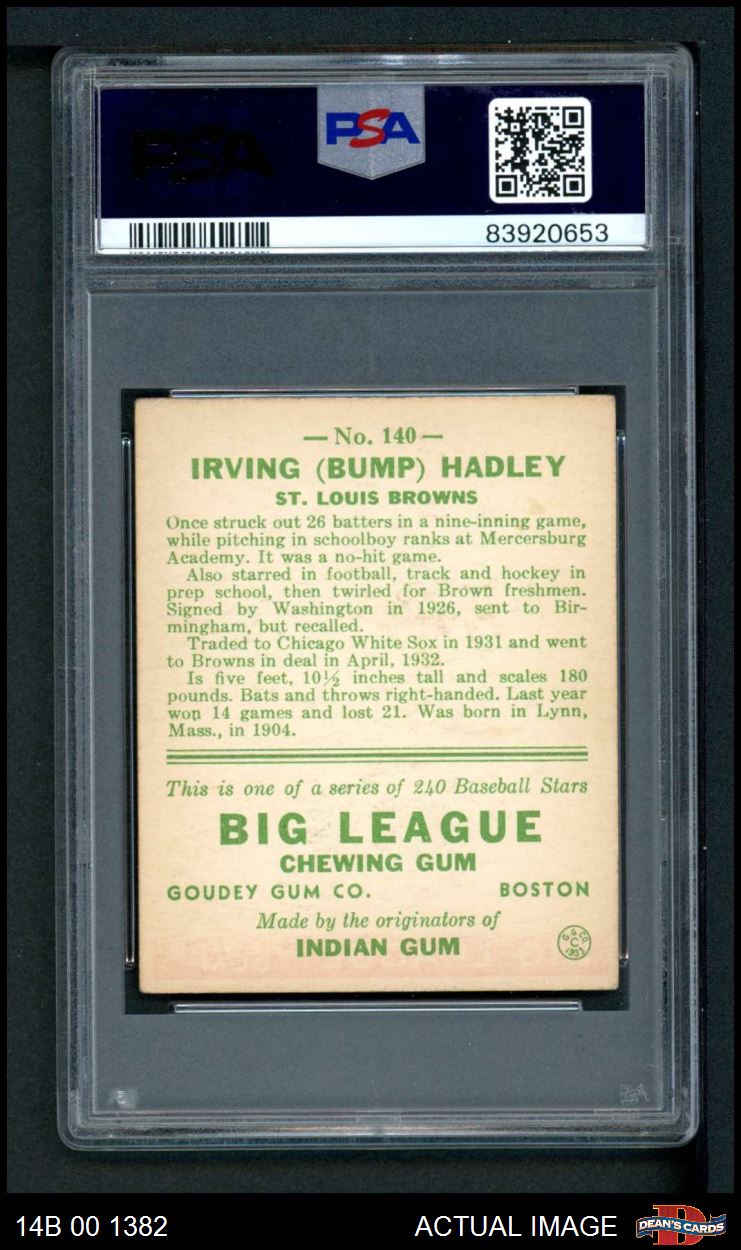 PSA
PSA
83920653
— No. 140 —
IRVING (BUMP) HADLEY
ST. LOUIS BROWNS
Once struck out 26 batters in a nine-inning game,
while pitching in schoolboy ranks at Mercersburg
Academy. It was a no-hit game.
Also starred in football, track and hockey in
prep school, then twirled for Brown freshmen.
Signed by Washington in 1926, sent to Bir-
mingham, but recalled.
Traded to Chicago White Sox in 1931 and went
to Browns in deal in April, 1932.
Is five feet, 10½ inches tall and scales 180
pounds. Bats and throws right-handed. Last year
won 14 games and lost 21. Was born in Lynn,
Mass., in 1904.
This is one of a series of 240 Baseball Stars
BIG LEAGUE
CHEWING GUM
GOUDEY GUM CO. BOSTON
Made by the originators of
INDIAN GUM
G.G.CO.
C
1933
14B 00 1382 ACTUAL IMAGE
D
DEAN'S CARDS